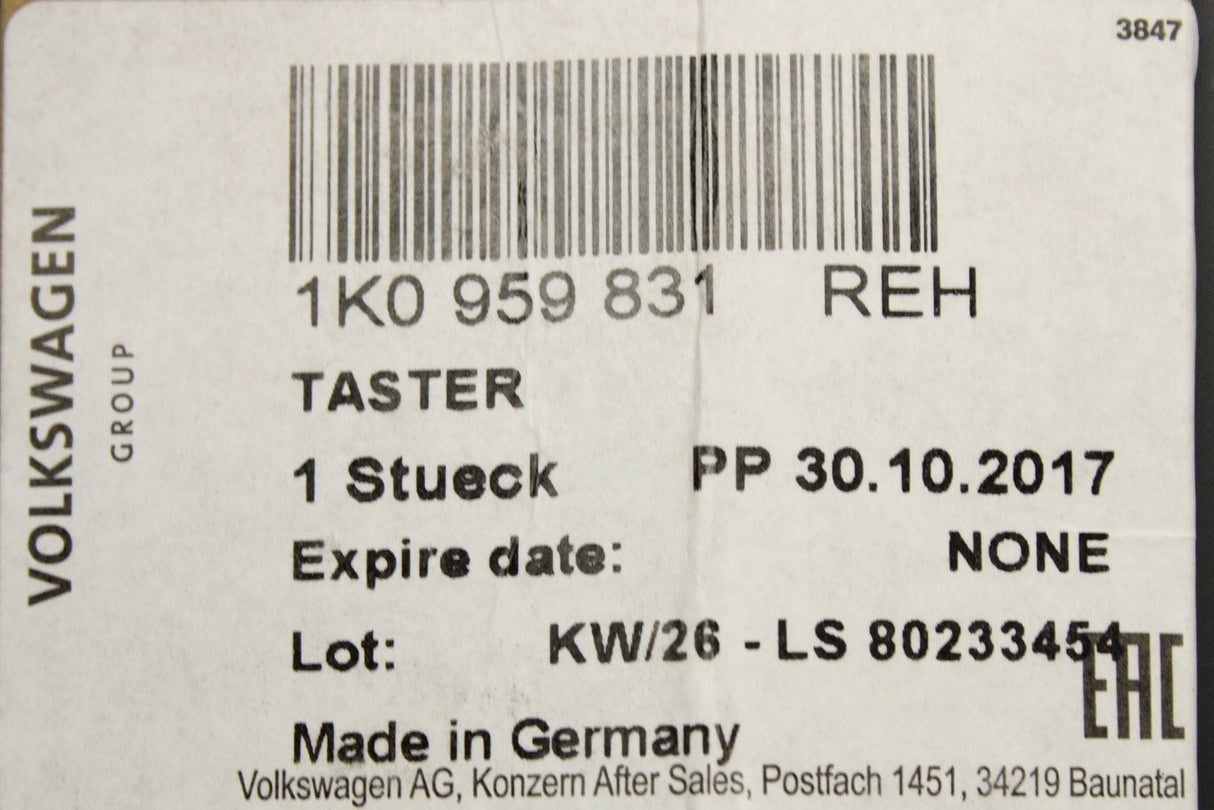 3847
VOLKSWAGEN
GROUP
1K0 959 831 REH
TASTER
1 Stueck PP 30.10.2017
Expire date: NONE
Lot: KW/26 - LS 80233454
EAC
Made in Germany
Volkswagen AG, Konzern After Sales, Postfach 1451, 34219 Baunatal